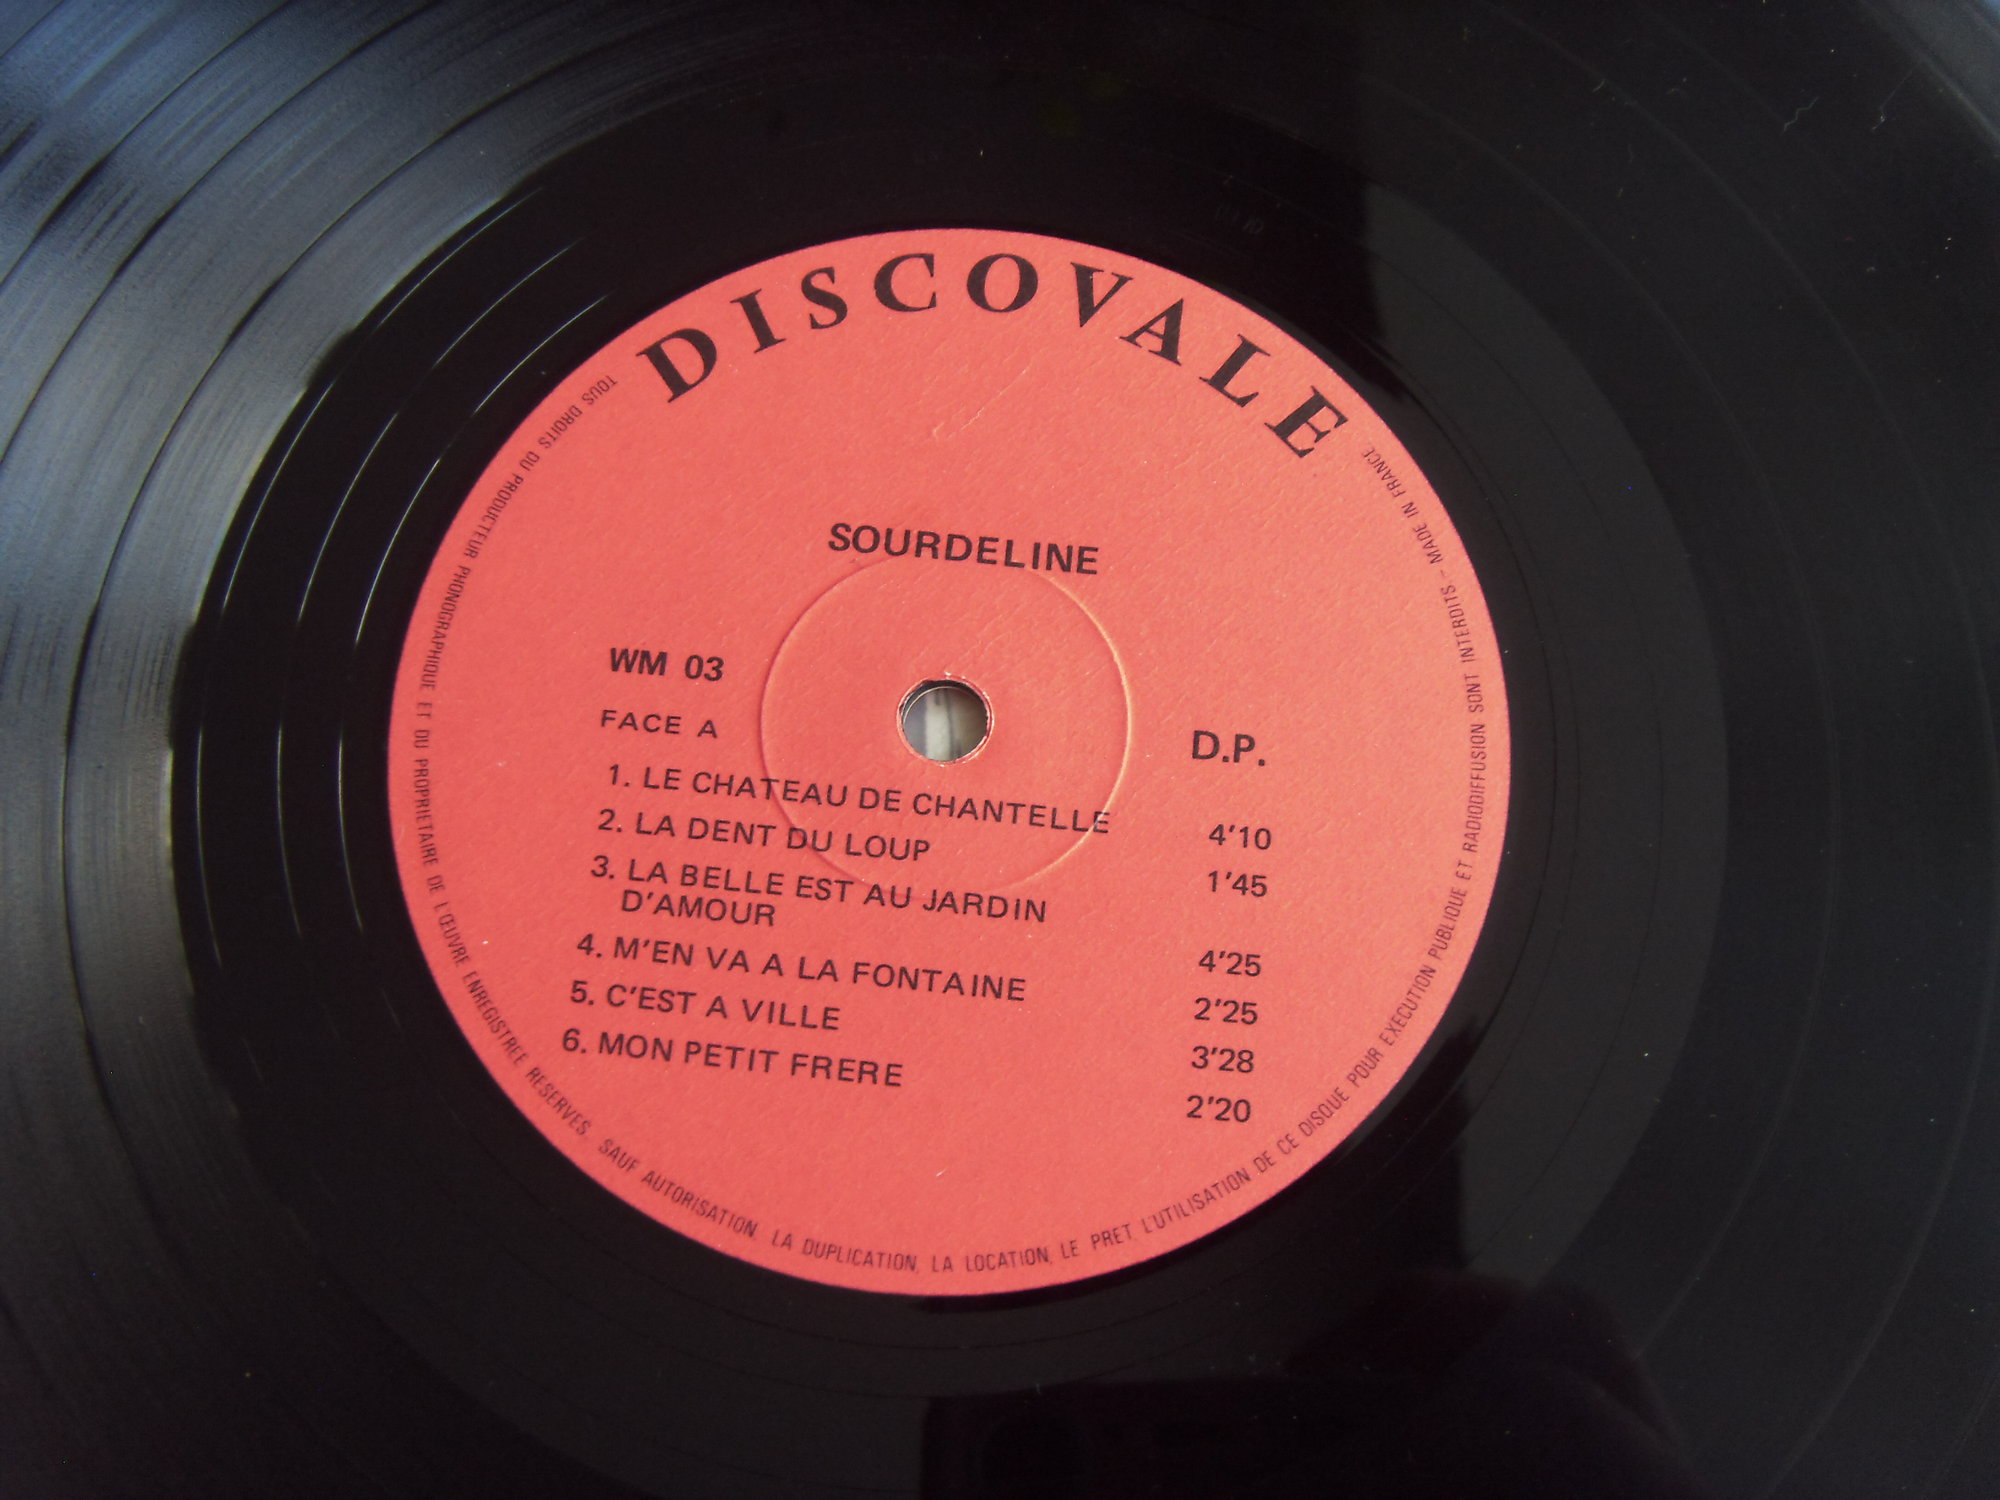 DISCOVALE
SOURDELINE
WM 03
FACE A
D.P.
1. LE CHATEAU DE CHANTELLE 4'10
2. LA DENT DU LOUP 1'45
3. LA BELLE EST AU JARDIN
D'AMOUR 4'25
4. M'EN VA A LA FONTAINE 2'25
5. C'EST A VILLE 3'28
6. MON PETIT FRERE 2'20
TOUS DROITS DU PRODUCTEUR PHONOGRAPHIQUE ET DU PROPRIETAIRE DE L'ŒUVRE ENREGISTREE RESERVES. SAUF AUTORISATION, LA DUPLICATION, LA LOCATION, LE PRET, L'UTILISATION DE CE DISQUE POUR EXECUTION PUBLIQUE ET RADIODIFFUSION SONT INTERDITS - MADE IN FRANCE